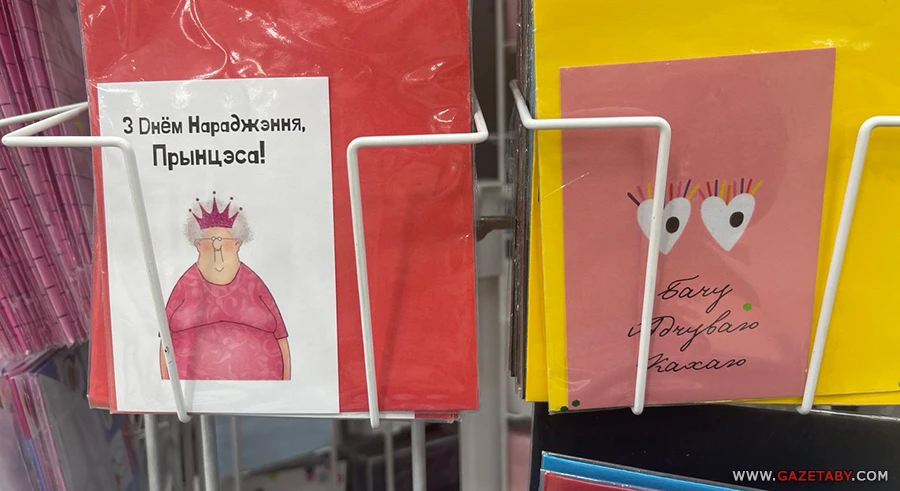 З Днём Нараджэння,
Прынцэса!
Бачу
Адчуваю
Кахаю
WWW.GAZETABY.COM